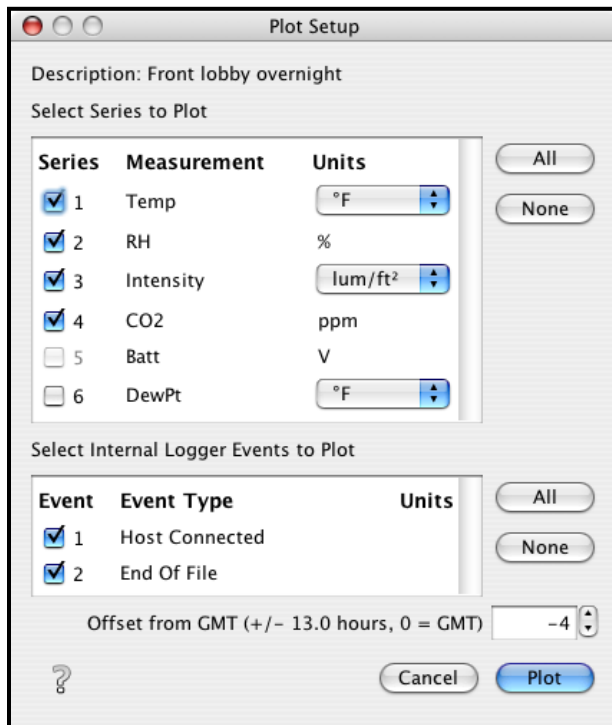 Plot Setup
Description: Front lobby overnight
Select Series to Plot
Series Measurement Units
1 Temp °F
2 RH %
3 Intensity lum/ft²
4 CO2 ppm
5 Batt V
6 DewPt °F
All
None
Select Internal Logger Events to Plot
Event Event Type Units
1 Host Connected
2 End Of File
All
None
Offset from GMT (+/- 13.0 hours, 0 = GMT) -4
? Cancel Plot